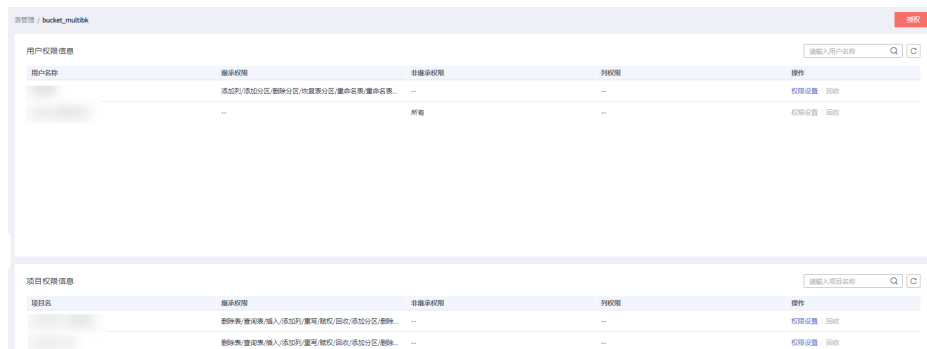 表管理 / bucket_multibk 授权
用户权限信息 请输入用户名称
用户名称 继承权限 非继承权限 列权限 操作
添加列/添加分区/删除分区/恢复表分区/重命名表/重命名表... -- -- 权限设置 回收
-- 所有 -- 权限设置 回收
项目权限信息 请输入项目名称
项目名 继承权限 非继承权限 列权限 操作
删除表/查询表/插入/添加列/重写/赋权/回收/添加分区/删除... -- -- 权限设置 回收
删除表/查询表/插入/添加列/重写/赋权/回收/添加分区/删除... -- -- 权限设置 回收